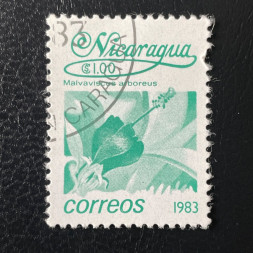 Nicaragua
₡1.00
Malvaviscus arboreus
correos 1983